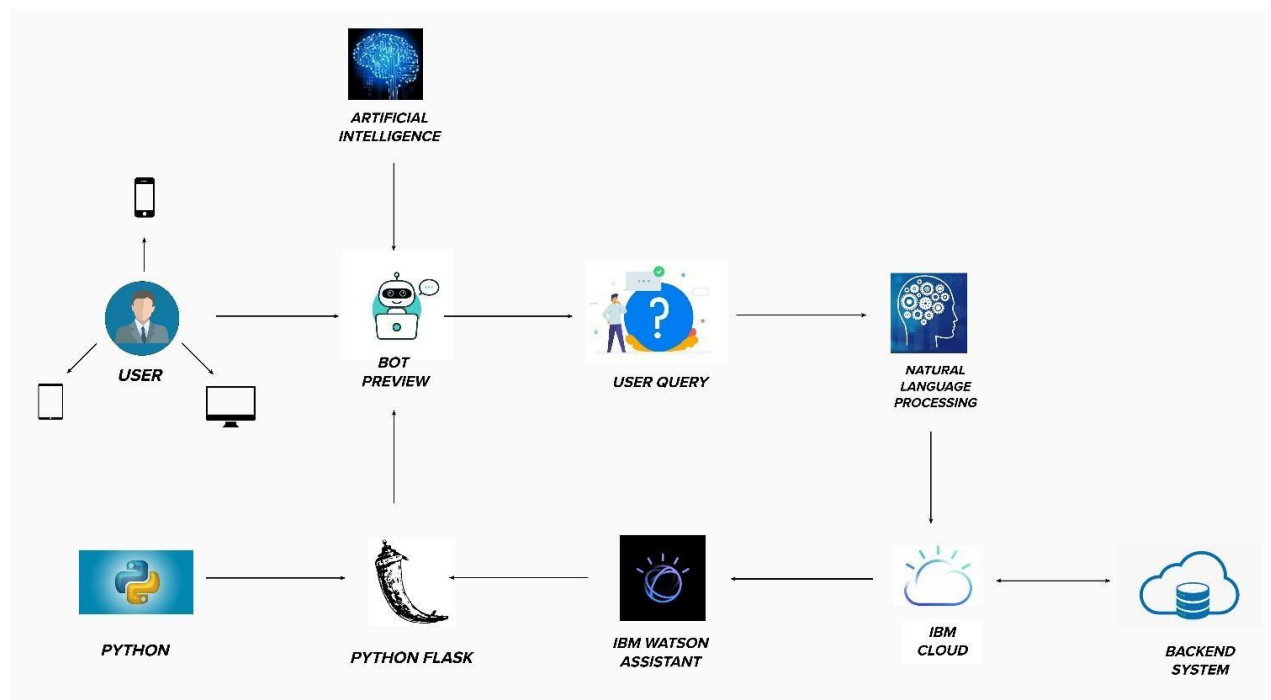 ARTIFICIAL
INTELLIGENCE
USER
BOT
PREVIEW
USER QUERY
NATURAL
LANGUAGE
PROCESSING
PYTHON
PYTHON FLASK
IBM WATSON
ASSISTANT
IBM
CLOUD
BACKEND
SYSTEM